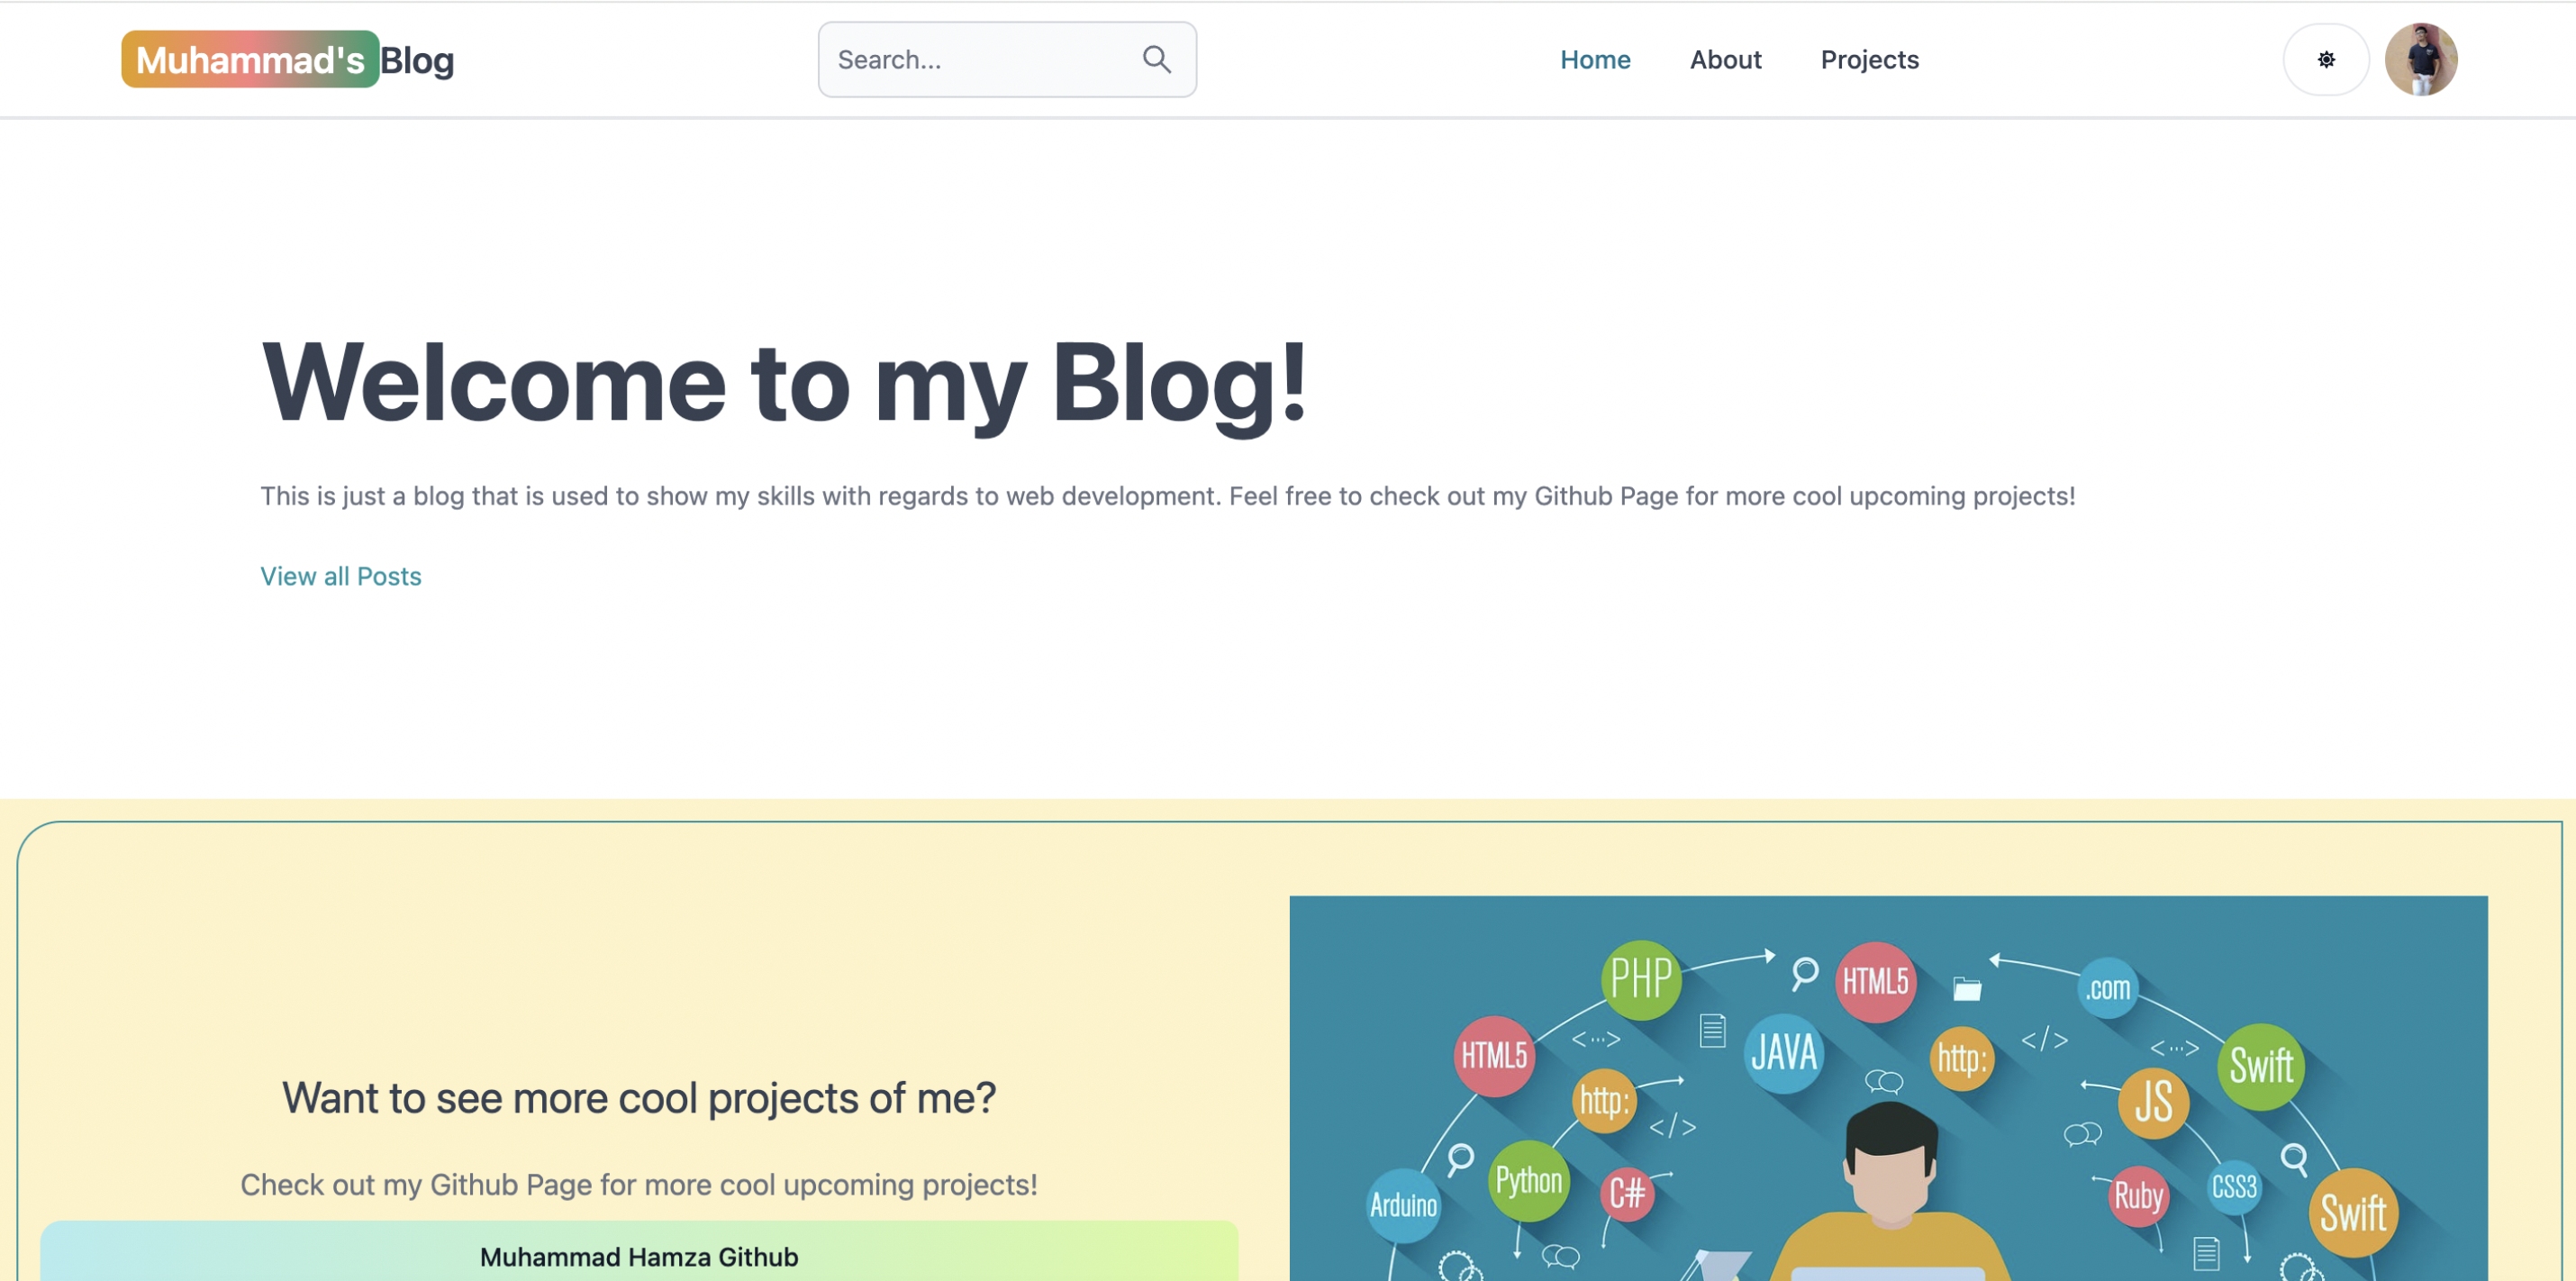 Muhammad's Blog
Search...
Home
About
Projects
Welcome to my Blog!
This is just a blog that is used to show my skills with regards to web development. Feel free to check out my Github Page for more cool upcoming projects!
View all Posts
Want to see more cool projects of me?
Check out my Github Page for more cool upcoming projects!
Muhammad Hamza Github
PHP
HTML5
.com
HTML5
<...>
JAVA
http:
</>
<...>
Swift
http:
</>
JS
Arduino
Python
C#
Ruby
CSS3
Swift